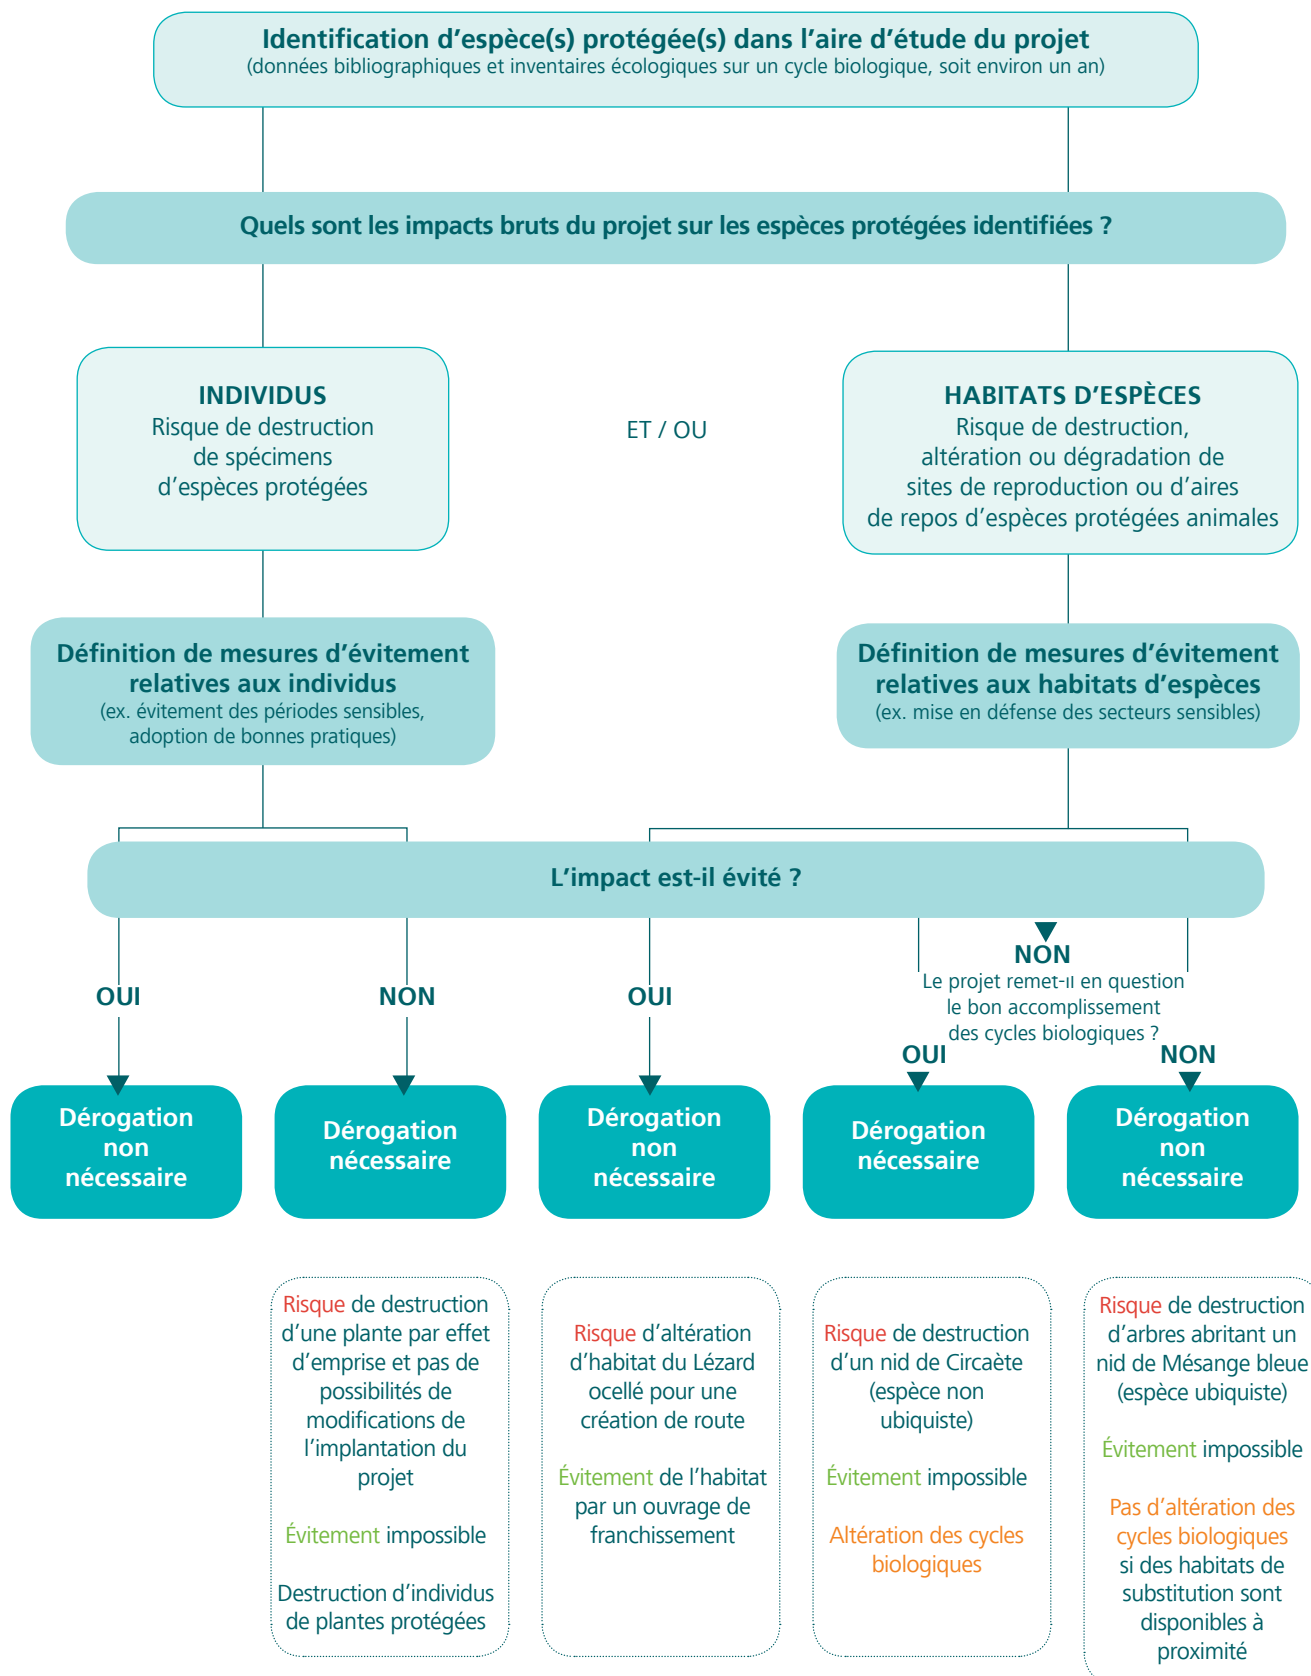 Identification d'espèce(s) protégée(s) dans l'aire d'étude du projet
(données bibliographiques et inventaires écologiques sur un cycle biologique, soit environ un an)
Quels sont les impacts bruts du projet sur les espèces protégées identifiées ?
INDIVIDUS
Risque de destruction
de spécimens
d'espèces protégées
ET / OU
HABITATS D'ESPÈCES
Risque de destruction,
altération ou dégradation de
sites de reproduction ou d'aires
de repos d'espèces protégées animales
Définition de mesures d'évitement
relatives aux individus
(ex. évitement des périodes sensibles,
adoption de bonnes pratiques)
Définition de mesures d'évitement
relatives aux habitats d'espèces
(ex. mise en défense des secteurs sensibles)
L'impact est-il évité ?
OUI
NON
OUI
NON
Le projet remet-il en question
le bon accomplissement
des cycles biologiques ?
OUI
NON
Dérogation
non
nécessaire
Dérogation
nécessaire
Dérogation
non
nécessaire
Dérogation
nécessaire
Dérogation
non
nécessaire
Risque de destruction
d'une plante par effet
d'emprise et pas de
possibilités de
modifications de
l'implantation du
projet
Évitement impossible
Destruction d'individus
de plantes protégées
Risque d'altération
d'habitat du Lézard
ocellé pour une
création de route
Évitement de l'habitat
par un ouvrage de
franchissement
Risque de destruction
d'un nid de Circaète
(espèce non
ubiquiste)
Évitement impossible
Altération des cycles
biologiques
Risque de destruction
d'arbres abritant un
nid de Mésange bleue
(espèce ubiquiste)
Évitement impossible
Pas d'altération des
cycles biologiques
si des habitats de
substitution sont
disponibles à
proximité